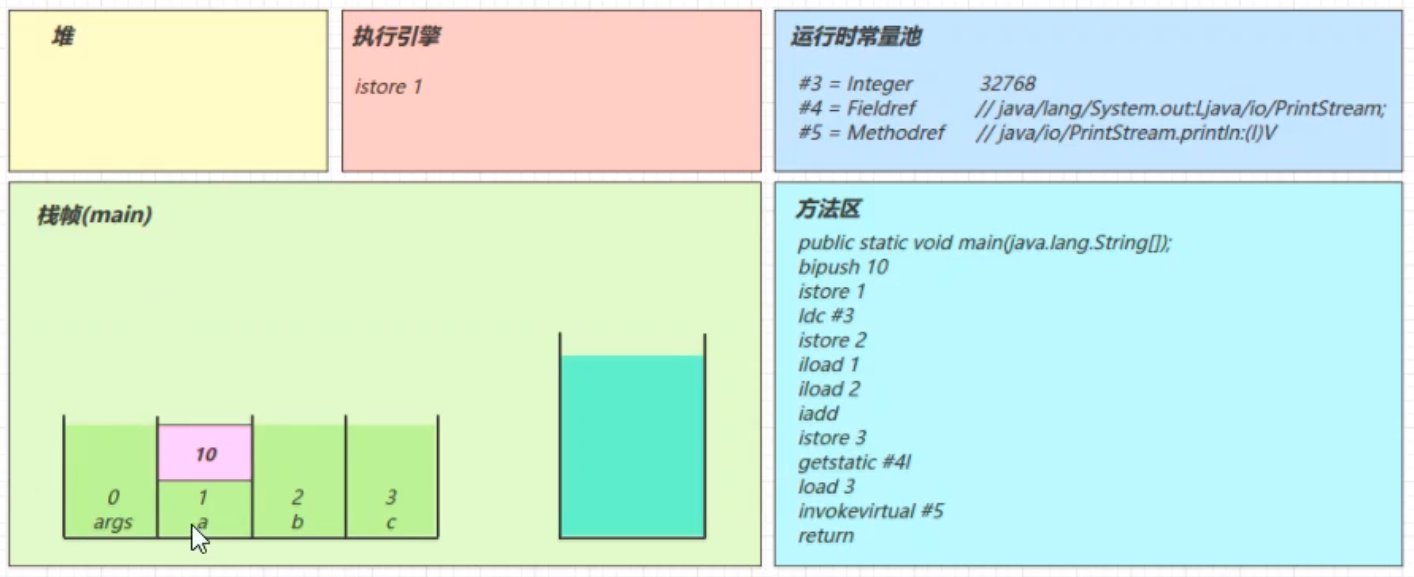 堆
执行引擎
istore 1
运行时常量池
#3 = Integer 32768
#4 = Fieldref // java/lang/System.out:Ljava/io/PrintStream;
#5 = Methodref // java/io/PrintStream.println:(I)V
栈帧(main)
10
0 1 2 3
args a b c
方法区
public static void main(java.lang.String[]);
bipush 10
istore 1
ldc #3
istore 2
iload 1
iload 2
iadd
istore 3
getstatic #4l
load 3
invokevirtual #5
return